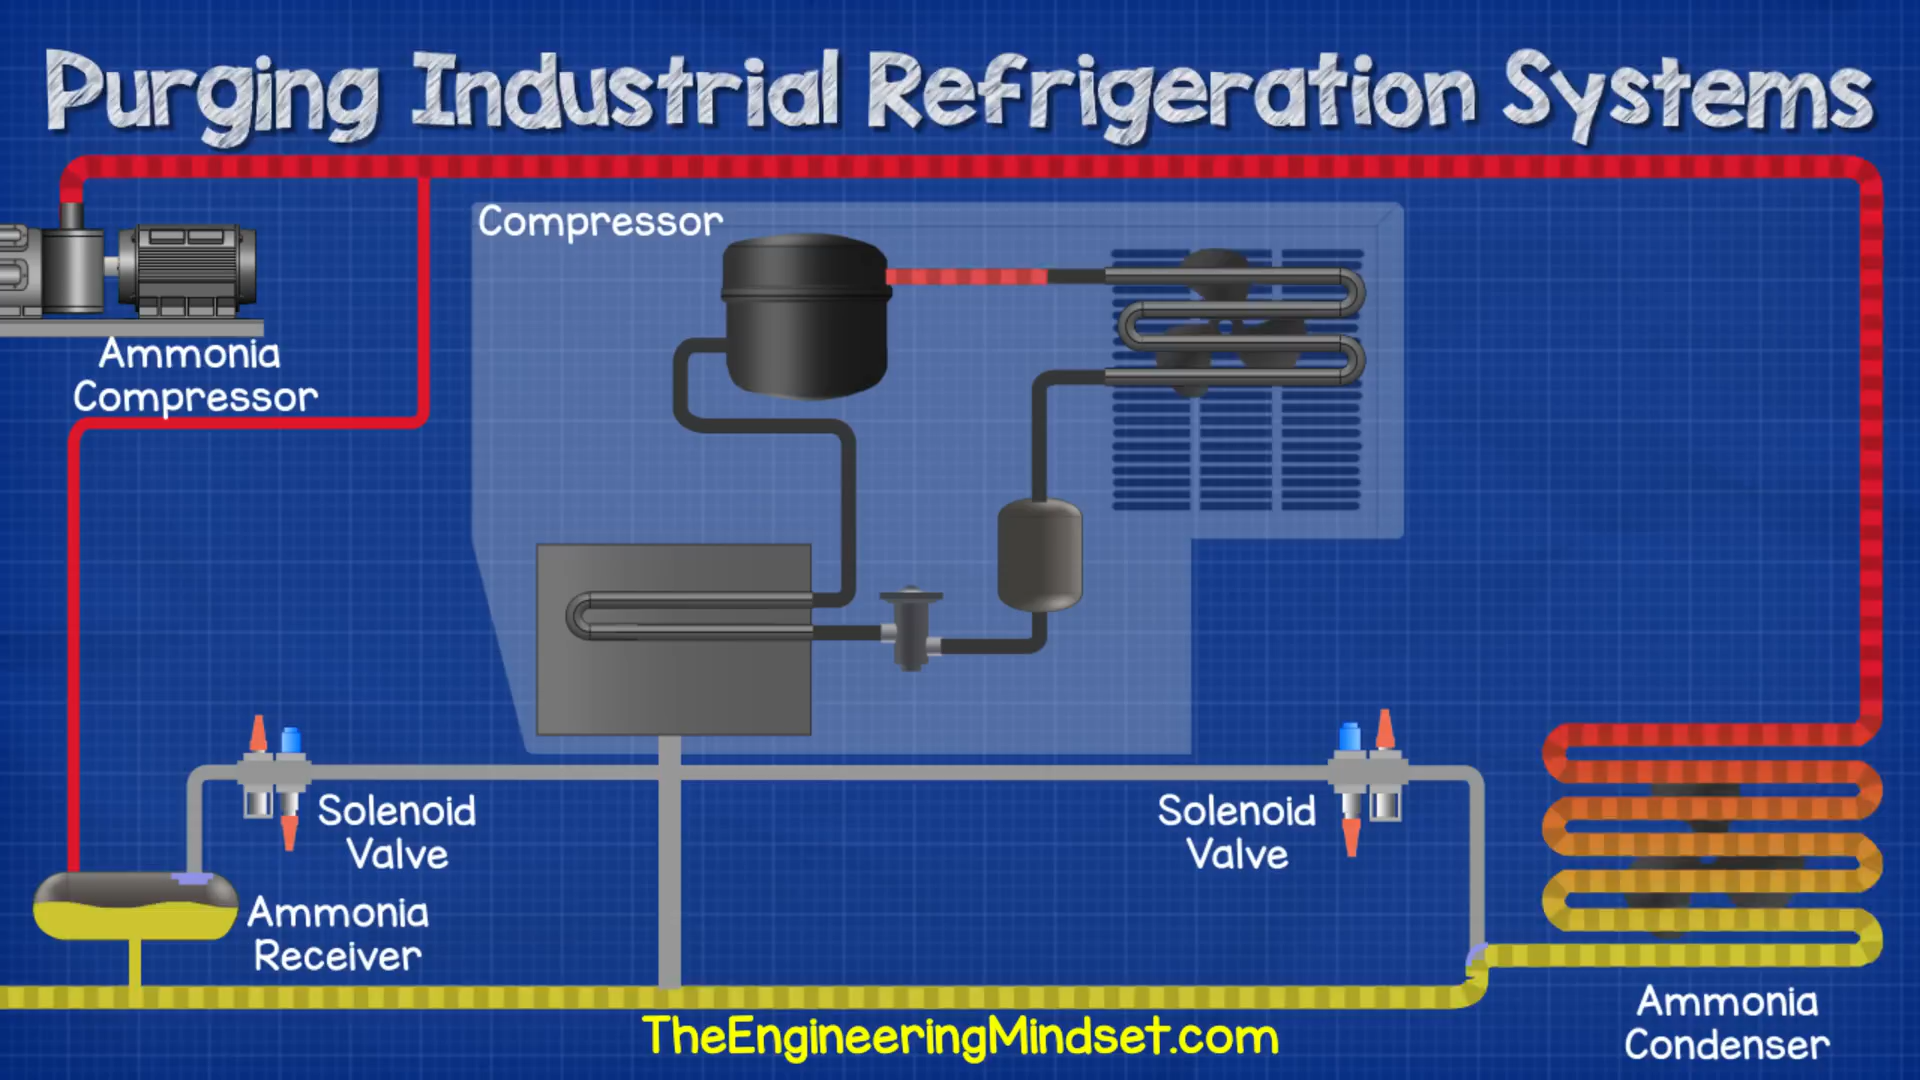 Purging Industrial Refrigeration Systems
Compressor
Ammonia
Compressor
Solenoid
Valve
Solenoid
Valve
Ammonia
Receiver
Ammonia
Condenser
TheEngineeringMindset.com